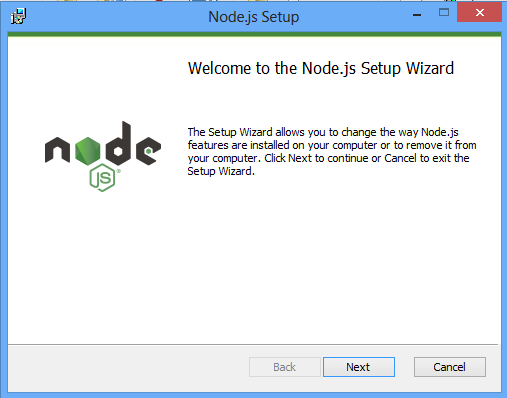 Node.js Setup
Welcome to the Node.js Setup Wizard
node
JS®
The Setup Wizard allows you to change the way Node.js
features are installed on your computer or to remove it from
your computer. Click Next to continue or Cancel to exit the
Setup Wizard.
Back
Next
Cancel